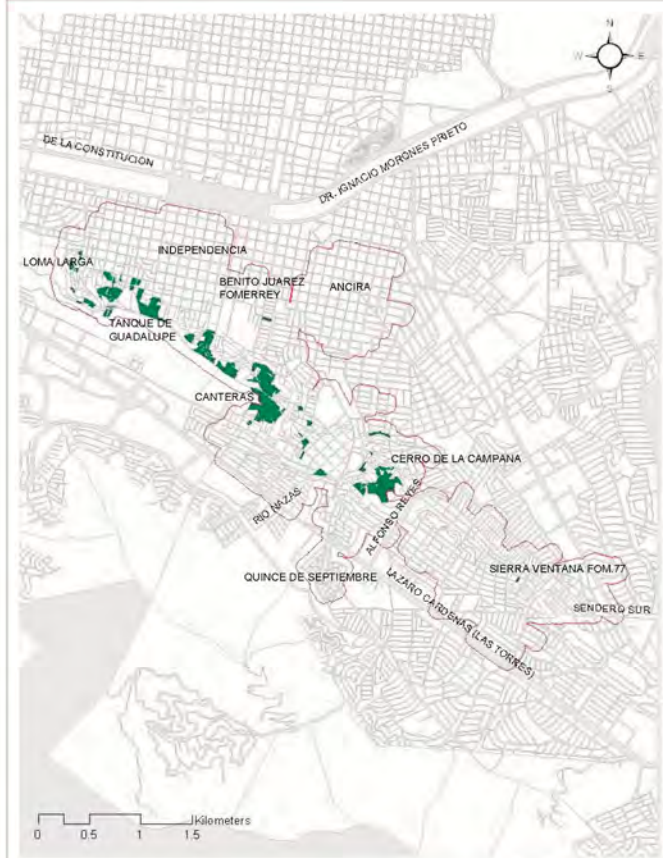 N
W E
S
DE LA CONSTITUCION
DR. IGNACIO MORONES PRIETO
INDEPENDENCIA
LOMA LARGA
BENITO JUAREZ
FOMERREY
ANCIRA
TANQUE DE
GUADALUPE
CANTERAS
CERRO DE LA CAMPANA
RIO NAZAS
ALFONSO REYES
SIERRA VENTANA FOM.77
QUINCE DE SEPTIEMBRE
LAZARO CARDENAS (LAS TORRES)
SENDERO SUR
Kilometers
0 0.5 1 1.5